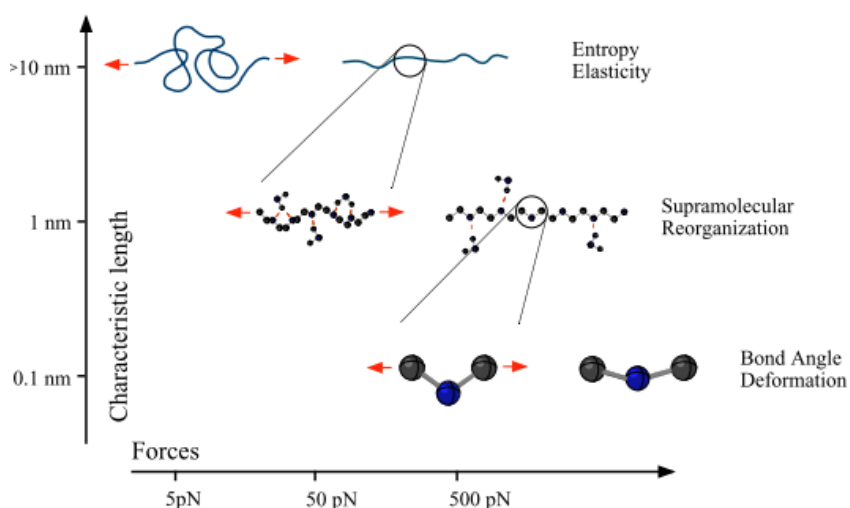 >10 nm
Entropy
Elasticity
1 nm
Supramolecular
Reorganization
Characteristic length
0.1 nm
Bond Angle
Deformation
Forces
5pN
50 pN
500 pN